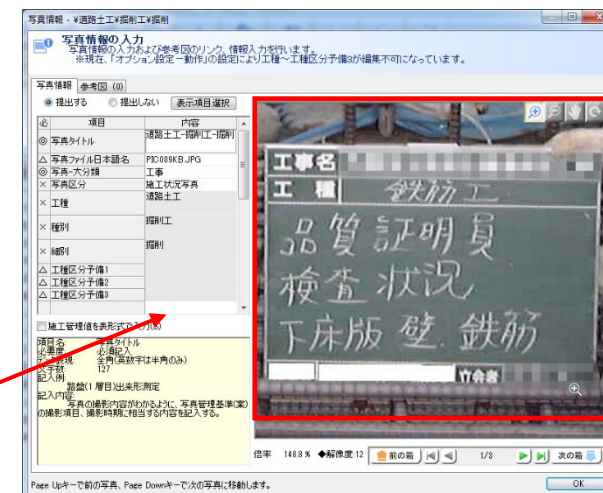 写真情報 - ¥道路土工¥掘削工¥掘削
写真情報の入力
写真情報の入力および参考図のリンク、情報入力を行います。
※現在、「オプション設定－動作」の設定により工種～工種区分予備3が編集不可になっています。
写真情報 参考図 (0)
提出する 提出しない 表示項目選択
必 項目 内容
◎ 写真タイトル 道路土工-掘削工-掘削
△ 写真ファイル日本語名 PIC009KB.JPG
◎ 写真-大分類 工事
× 写真区分 施工状況写真
× 工種 道路土工
× 種別 掘削工
× 細別 掘削
△ 工種区分予備1
△ 工種区分予備2
△ 工種区分予備3
施工管理値を表形式で
項目名: 写真タイトル
必要度: 必須記入
全角(英数字は半角のみ)
文字数: 127
記入例:
路盤(1 層目)出来形測定
記入内容:
写真の撮影内容がわかるように、写真管理基準(案)
の撮影項目、撮影時期に相当する内容を記入する。
工事名
工 種 鉄筋工
品質証明員
検査状況
下床版 壁.鉄筋
立会者
倍率 148.8 % ◆解像度:12 前の箱 1/3 次の箱
Page Upキーで前の写真、Page Downキーで次の写真に移動します。
OK